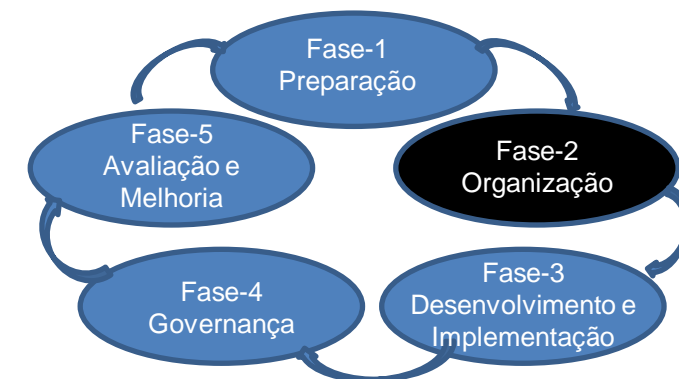 Fase-1
Preparação
Fase-2
Organização
Fase-3
Desenvolvimento e
Implementação
Fase-4
Governança
Fase-5
Avaliação e
Melhoria